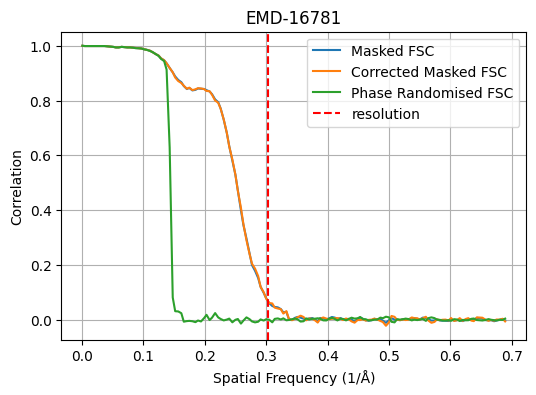 EMD-16781
Masked FSC
Corrected Masked FSC
Phase Randomised FSC
resolution
Correlation
1.0
0.8
0.6
0.4
0.2
0.0
0.0 0.1 0.2 0.3 0.4 0.5 0.6 0.7
Spatial Frequency (1/Å)